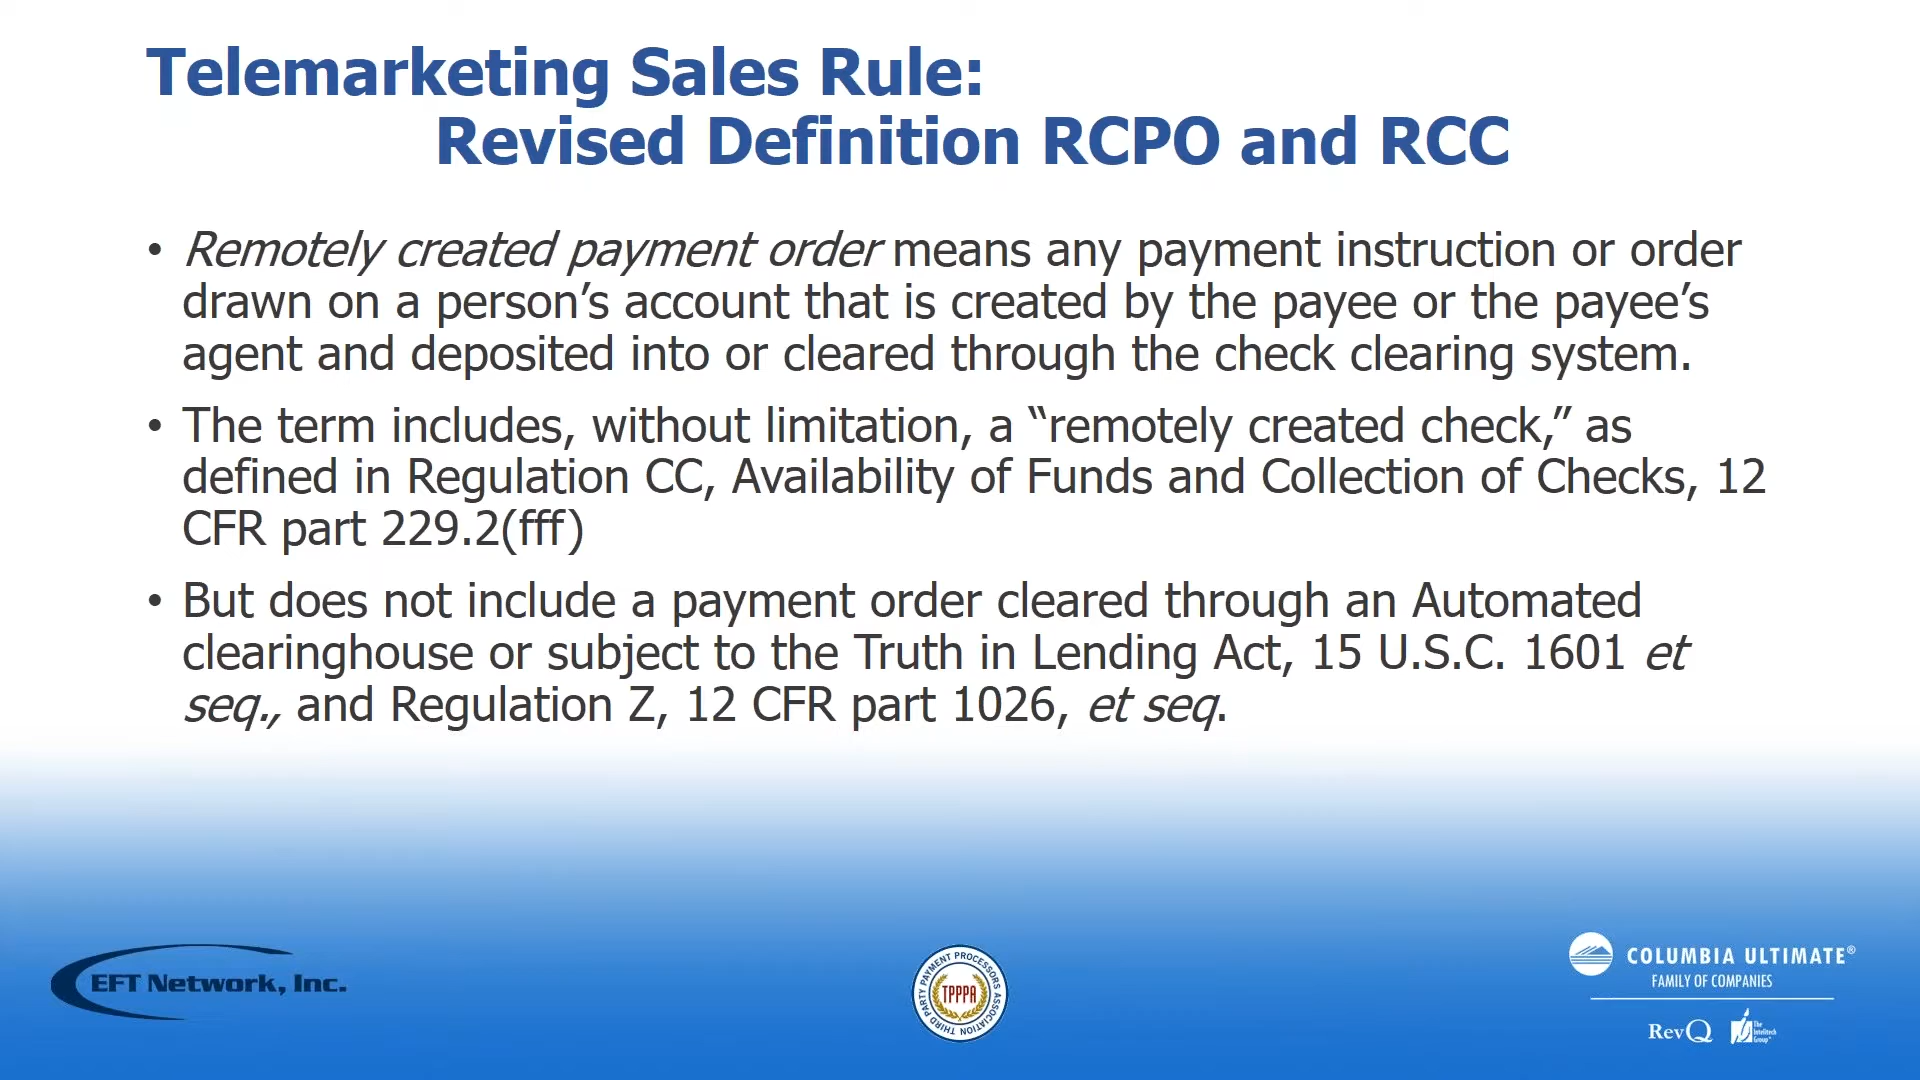 Telemarketing Sales Rule:
Revised Definition RCPO and RCC
• Remotely created payment order means any payment instruction or order
drawn on a person’s account that is created by the payee or the payee’s
agent and deposited into or cleared through the check clearing system.
• The term includes, without limitation, a “remotely created check,” as
defined in Regulation CC, Availability of Funds and Collection of Checks, 12
CFR part 229.2(fff)
• But does not include a payment order cleared through an Automated
clearinghouse or subject to the Truth in Lending Act, 15 U.S.C. 1601 et
seq., and Regulation Z, 12 CFR part 1026, et seq.
EFT Network, Inc.
THIRD PARTY PAYMENT PROCESSORS ASSOCIATION
TPPPA
COLUMBIA ULTIMATE®
FAMILY OF COMPANIES
RevQ
The
Intelitech
Group